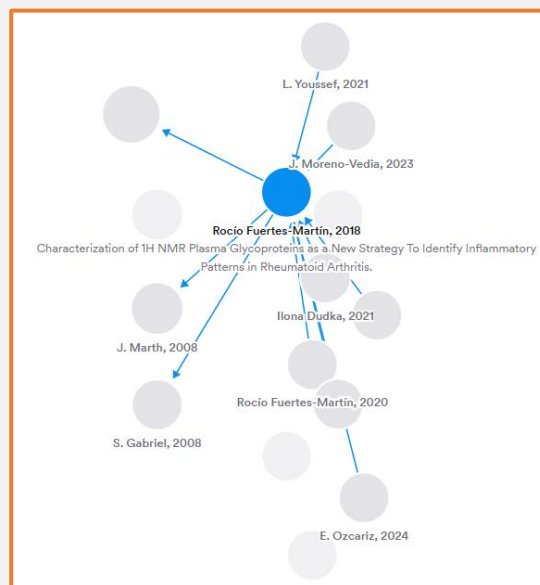 L. Youssef, 2021
J. Moreno-Vedia, 2023
Rocío Fuertes-Martín, 2018
Characterization of 1H NMR Plasma Glycoproteins as a New Strategy To Identify Inflammatory
Patterns in Rheumatoid Arthritis.
Ilona Dudka, 2021
J. Marth, 2008
Rocío Fuertes-Martín, 2020
S. Gabriel, 2008
E. Ozcariz, 2024